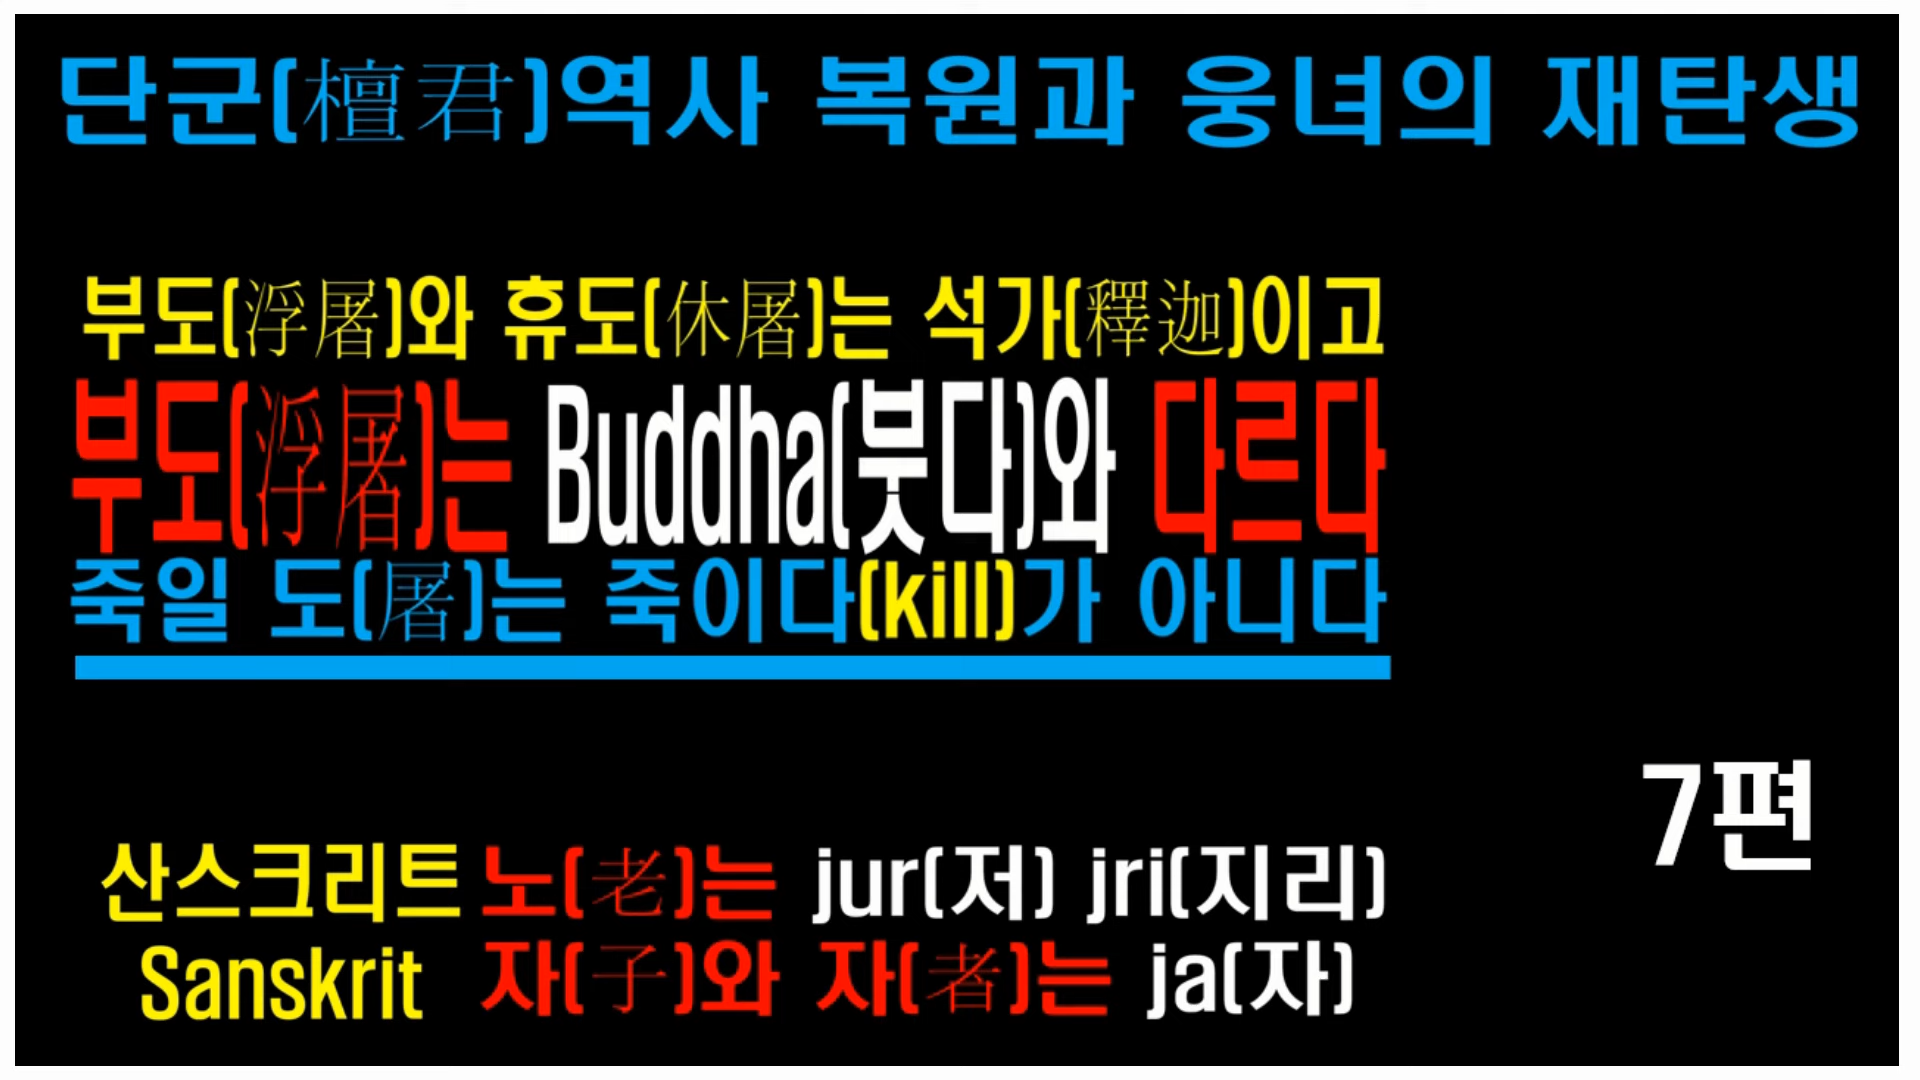 단군(檀君)역사 복원과 웅녀의 재탄생
부도(浮屠)와 휴도(休屠)는 석가(釋迦)이고
부도(浮屠)는 Buddha(붓다)와 다르다
죽일 도(屠)는 죽이다(kill)가 아니다
7편
산스크리트 노(老)는 jur(저) jri(지리)
Sanskrit 자(子)와 자(者)는 ja(자)